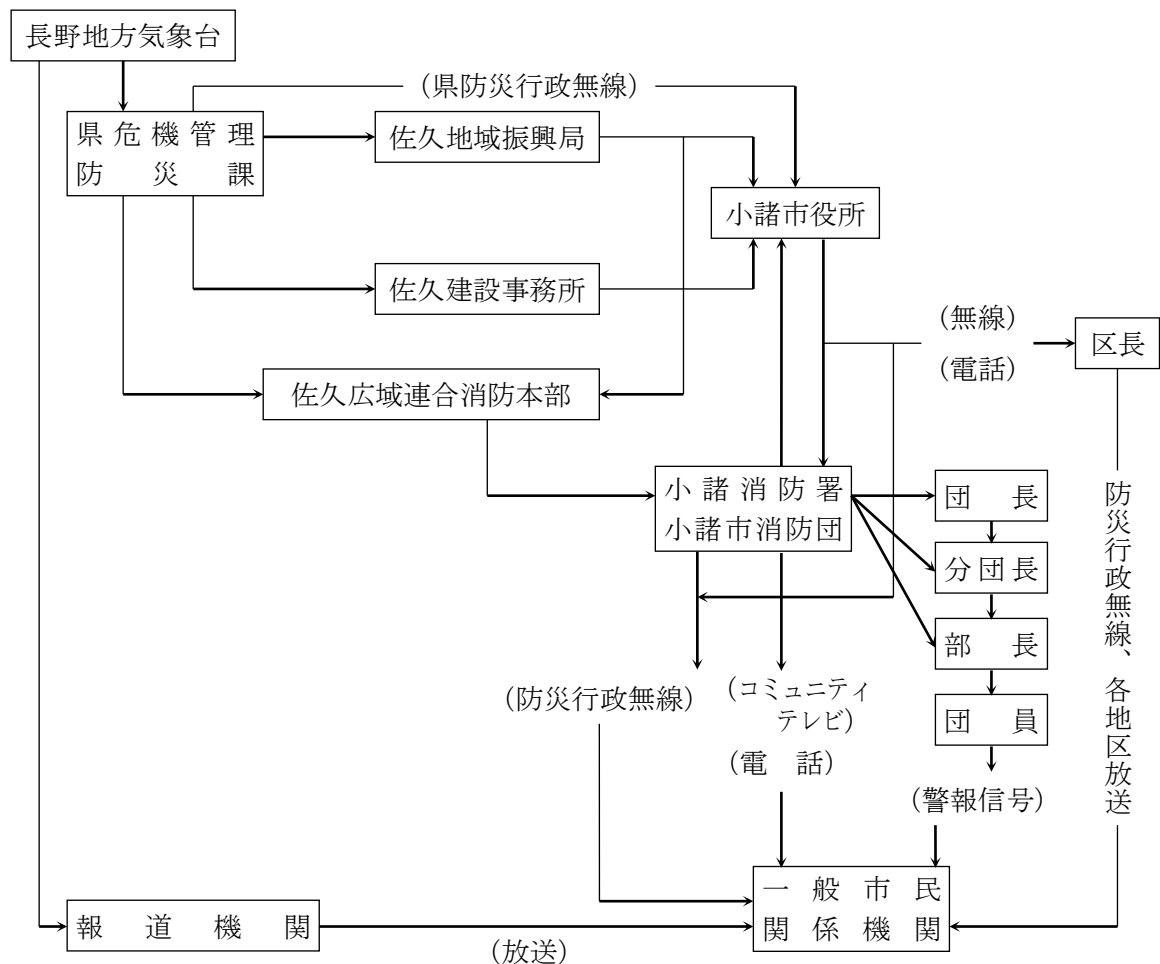 長野地方気象台
（県防災行政無線）
県危機管理
防災課
佐久地域振興局
小諸市役所
佐久建設事務所
（無線）
（電話）
区長
佐久広域連合消防本部
小諸消防署
小諸市消防団
団長
分団長
部長
団員
防災行政無線、各地区放送
（防災行政無線）
（コミュニティ
テレビ）
（電話）
（警報信号）
一般市民
関係機関
報道機関
（放送）